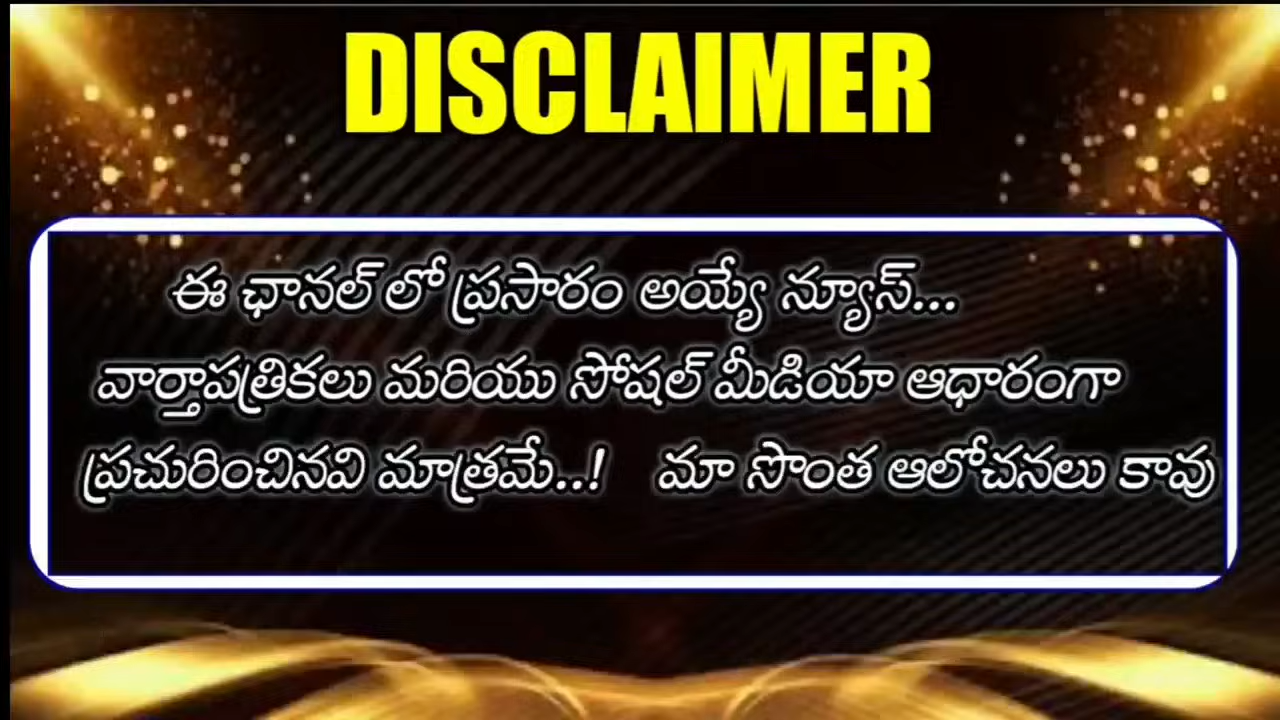 DISCLAIMER
ఈ ఛానల్ లో ప్రసారం అయ్యే న్యూస్...
వార్తాపత్రికలు మరియు సోషల్ మీడియా ఆధారంగా
ప్రచురించినవి మాత్రమే..! మా సొంత ఆలోచనలు కావు